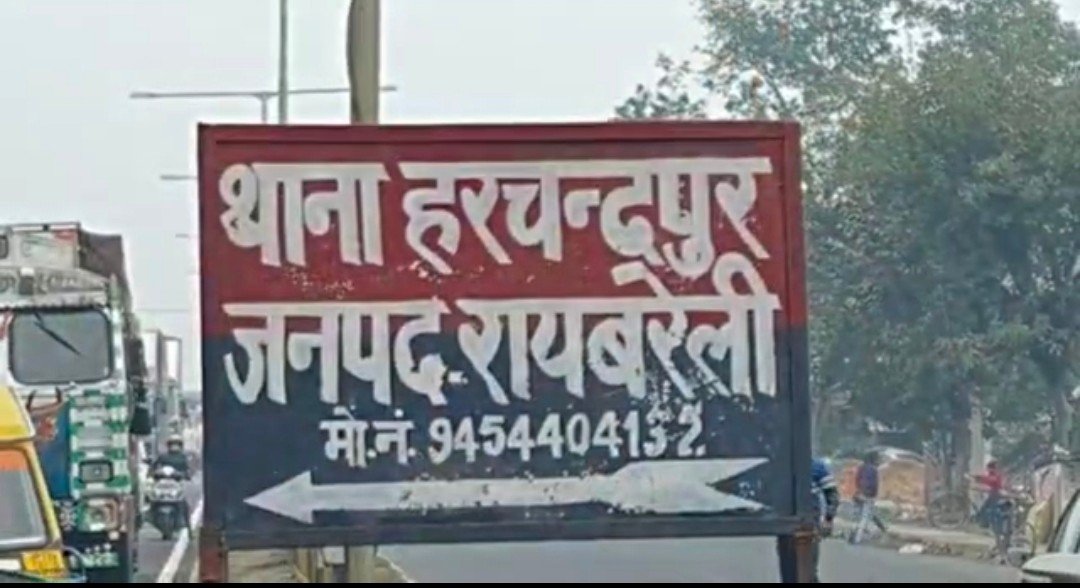 थाना हरचन्दपुर
जनपद-रायबरेली
मो.नं. 9454404132